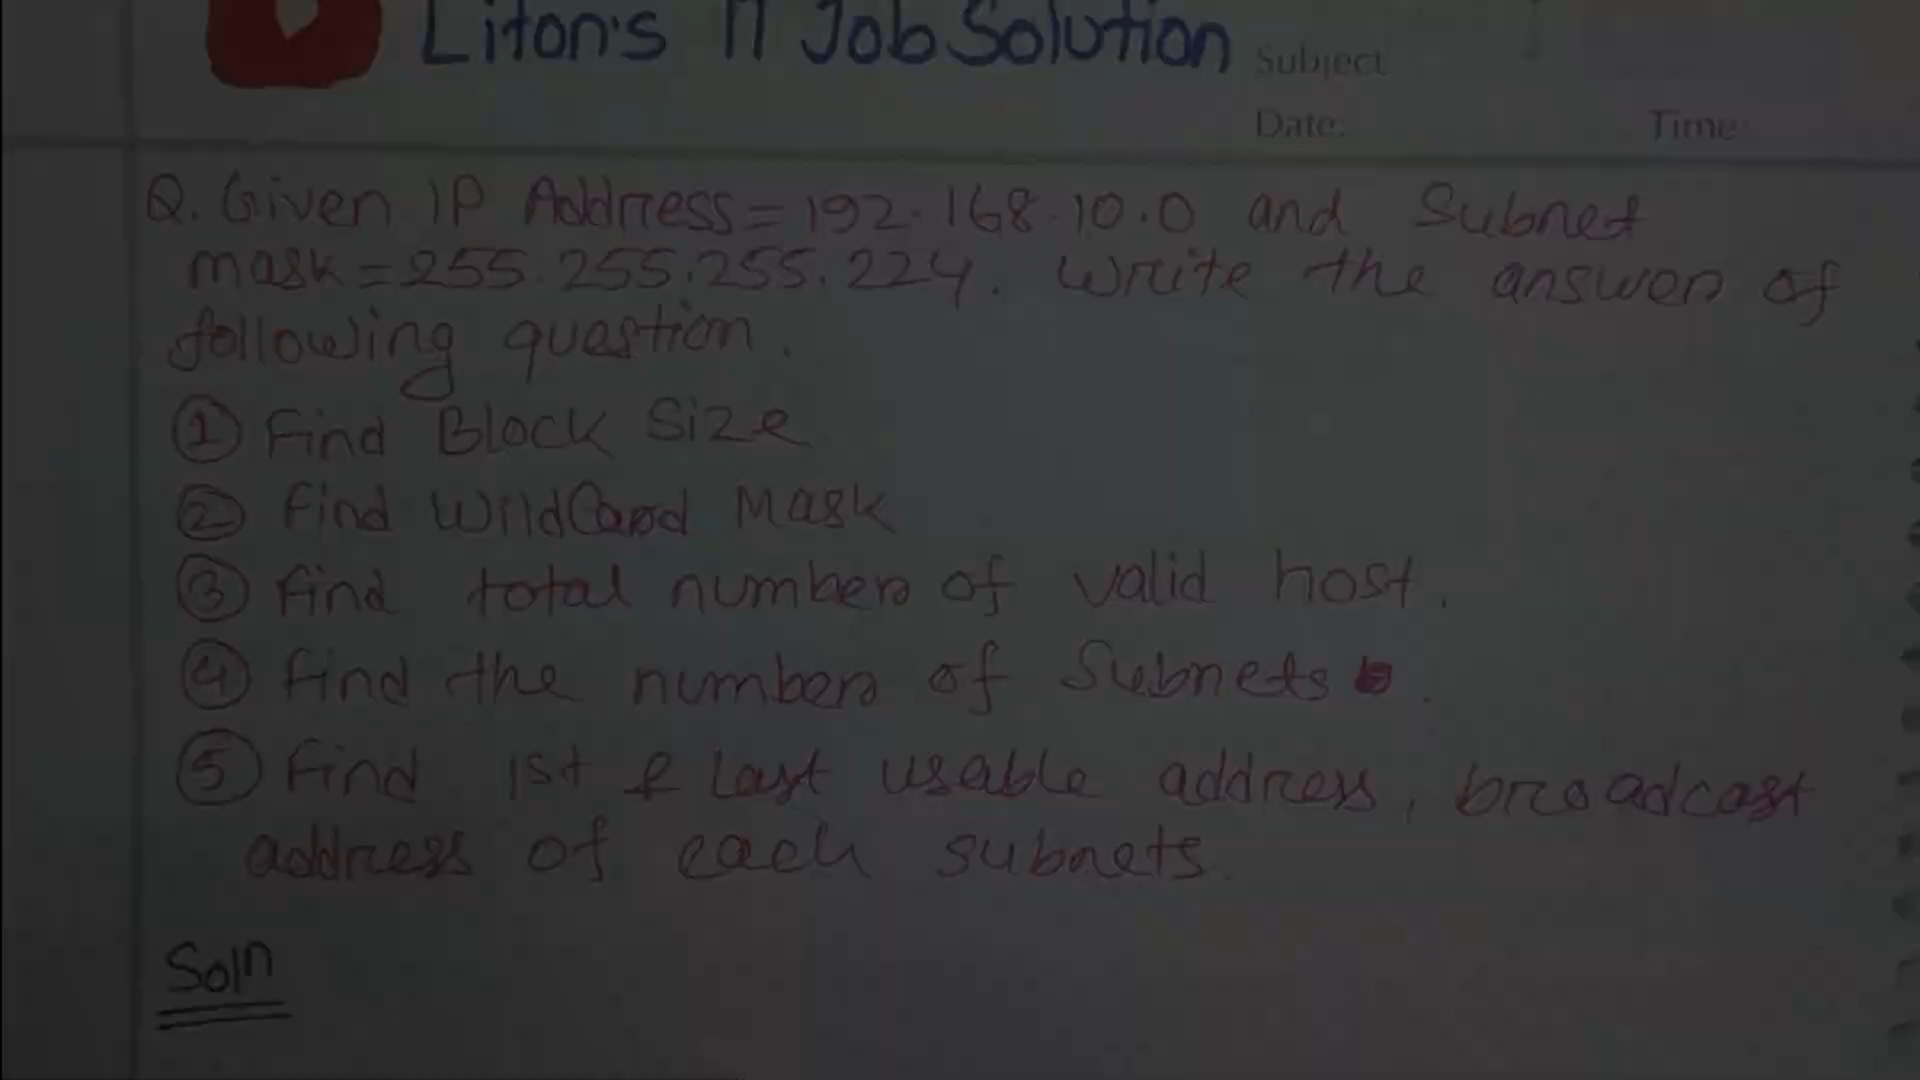 Liton's IT Job Solution
Subject
Date:
Time:
Q. Given IP Address = 192.168.10.0 and Subnet
mask = 255.255.255.224. Write the answer of
following question.
① Find Block Size
② Find WildCard Mask
③ Find total number of valid host.
④ Find the number of Subnets.
⑤ Find 1st & Last usable address, broadcast
address of each subnets.
Soln